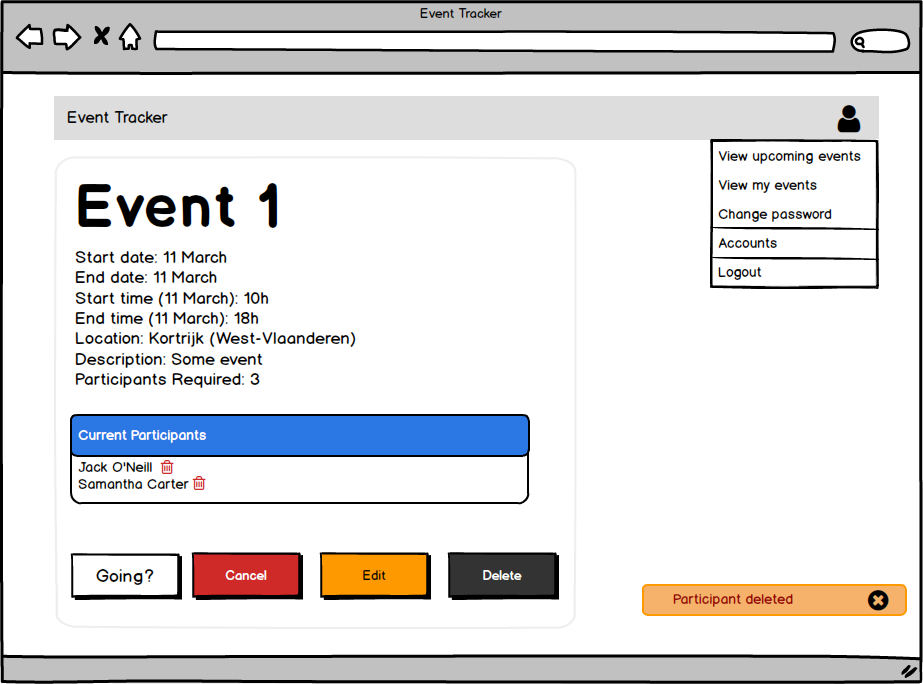 Event Tracker
Event Tracker
View upcoming events
View my events
Change password
Accounts
Logout
Event 1
Start date: 11 March
End date: 11 March
Start time (11 March): 10h
End time (11 March): 18h
Location: Kortrijk (West-Vlaanderen)
Description: Some event
Participants Required: 3
Current Participants
Jack O'Neill
Samantha Carter
Going?
Cancel
Edit
Delete
Participant deleted